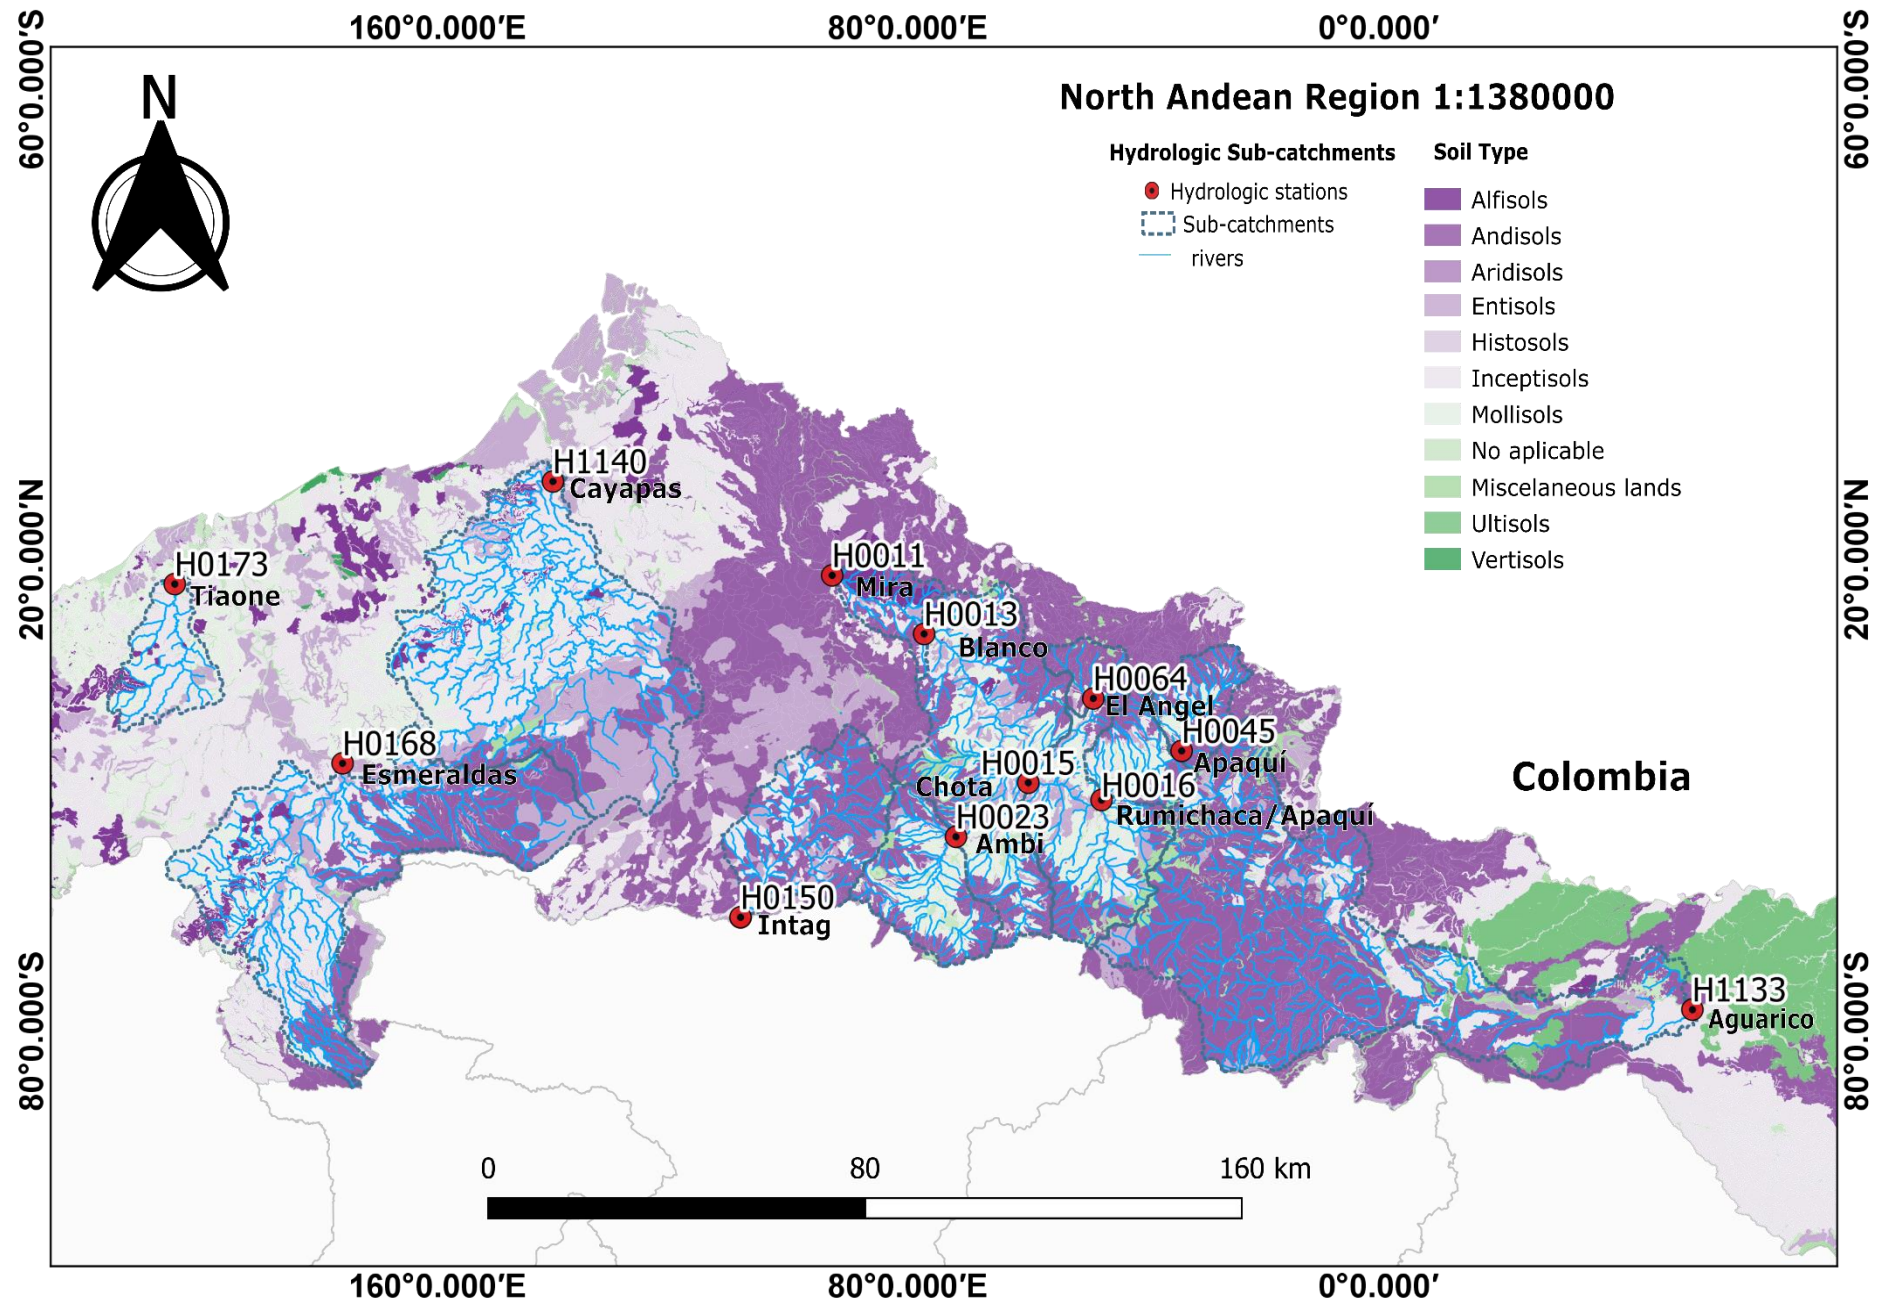 160°0.000′E 80°0.000′E 0°0.000′
60°0.000′S
60°0.000′S
N
North Andean Region 1:1380000
Hydrologic Sub-catchments
Hydrologic stations
Sub-catchments
rivers
Soil Type
Alfisols
Andisols
Aridisols
Entisols
Histosols
Inceptisols
Mollisols
No aplicable
Miscelaneous lands
Ultisols
Vertisols
H1140
Cayapas
20°0.000′N
20°0.000′N
H0173
Tiaone
H0011
Mira
H0013
Blanco
H0064
El Angel
H0168
Esmeraldas
H0045
Apaquí
H0015
Chota
H0016
Rumichaca/Apaquí
Colombia
H0023
Ambi
H0150
Intag
H1133
Aguarico
80°0.000′S
80°0.000′S
0 80 160 km
160°0.000′E 80°0.000′E 0°0.000′